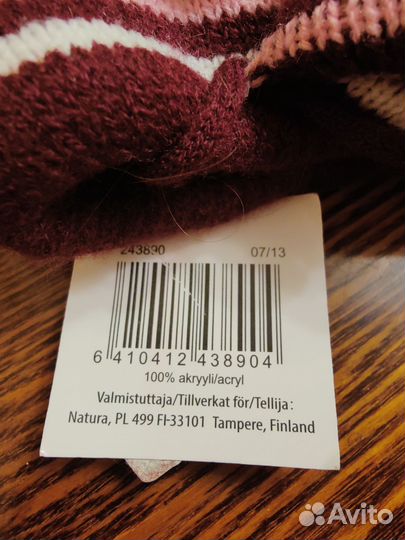 243890 07/13
6 410412 438904
100% akryyli/acryl
Valmistuttaja/Tillverkat för/Tellija:
Natura, PL 499 FI-33101 Tampere, Finland
Avito